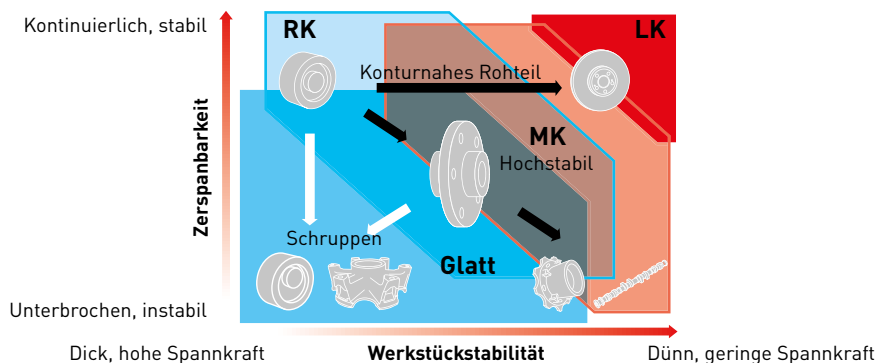 Kontinuierlich, stabil
RK
LK
Konturnahes Rohteil
MK
Hochstabil
Zerspanbarkeit
Schruppen
Glatt
Unterbrochen, instabil
Dick, hohe Spannkraft
Werkstückstabilität
Dünn, geringe Spannkraft